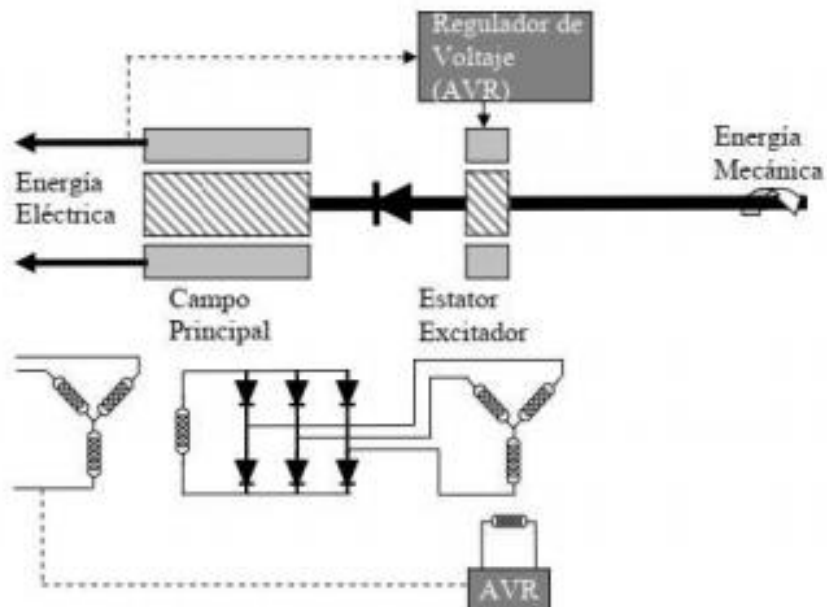 Regulador de
Voltaje
(AVR)
Energía
Mecánica
Energía
Eléctrica
Campo
Principal
Estator
Excitador
AVR